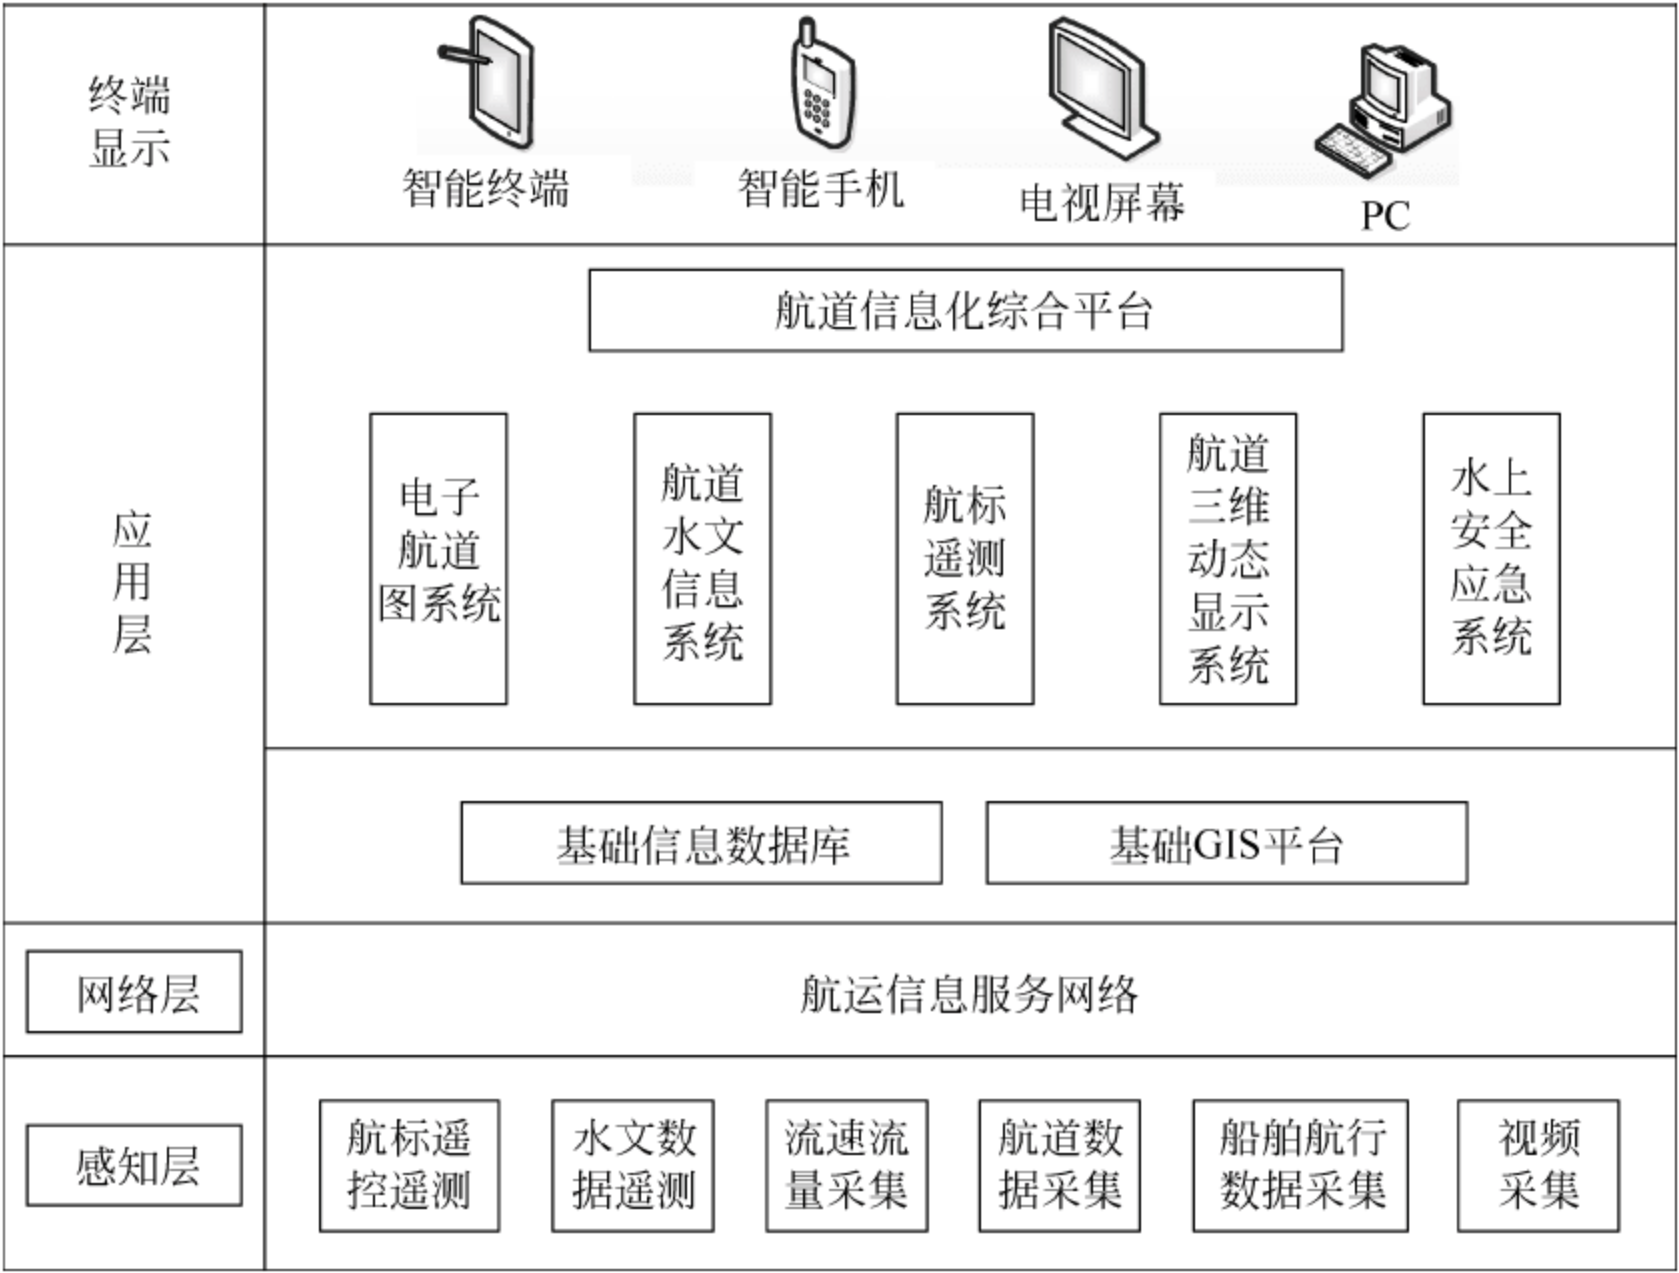 终端
显示
智能终端
智能手机
电视屏幕
PC
应
用
层
航道信息化综合平台
电子
航道
图系统
航道
水文
信息
系统
航标
遥测
系统
航道
三维
动态
显示
系统
水上
安全
应急
系统
基础信息数据库
基础GIS平台
网络层
航运信息服务网络
感知层
航标遥
控遥测
水文数
据遥测
流速流
量采集
航道数
据采集
船舶航行
数据采集
视频
采集